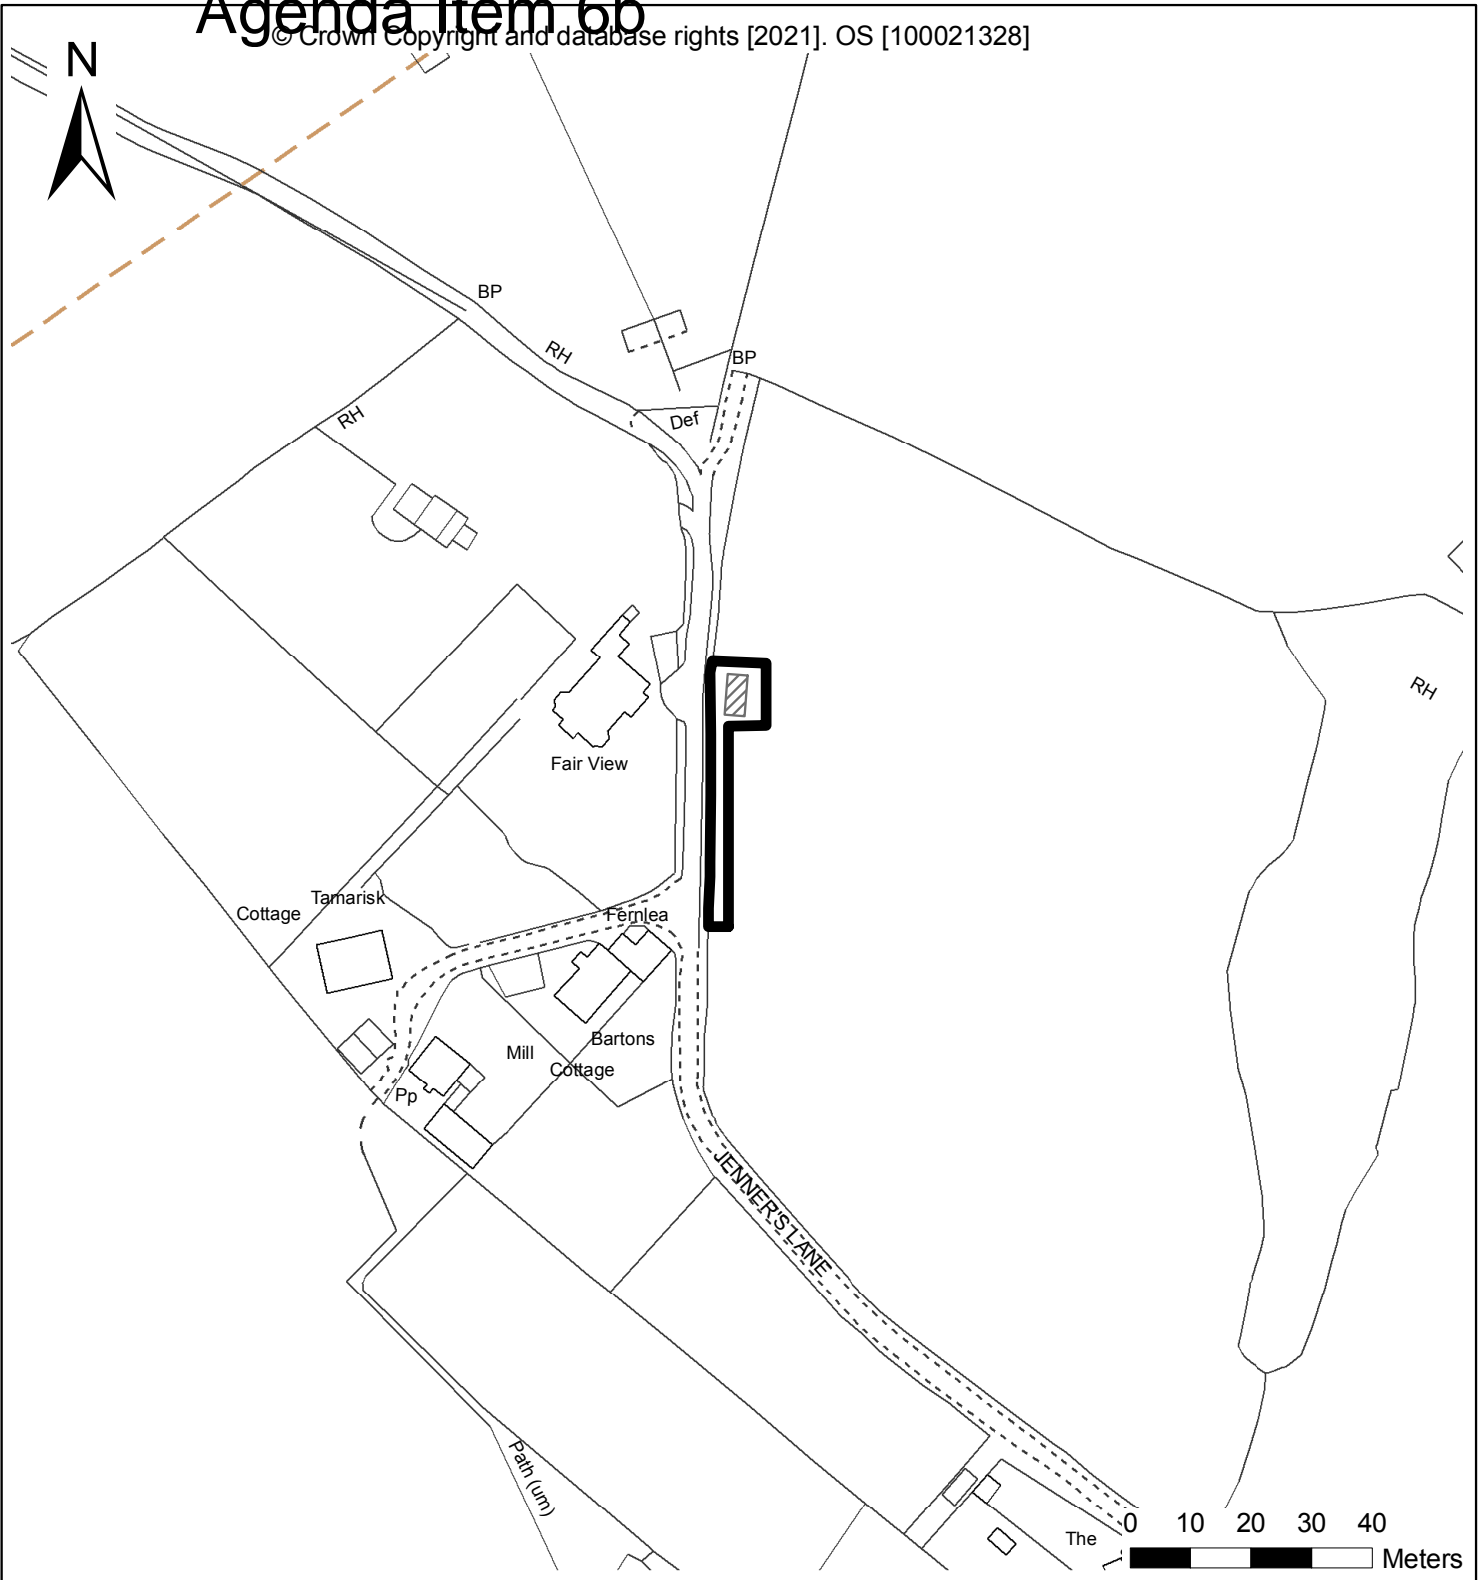 Agenda Item 6b
© Crown Copyright and database rights [2021]. OS [100021328]
N
BP
RH
BP
RH
Def
RH
Fair View
Tamarisk
Cottage
Fernlea
Bartons
Mill
Cottage
Pp
JENNER'S LANE
Path (um)
The
0 10 20 30 40
Meters